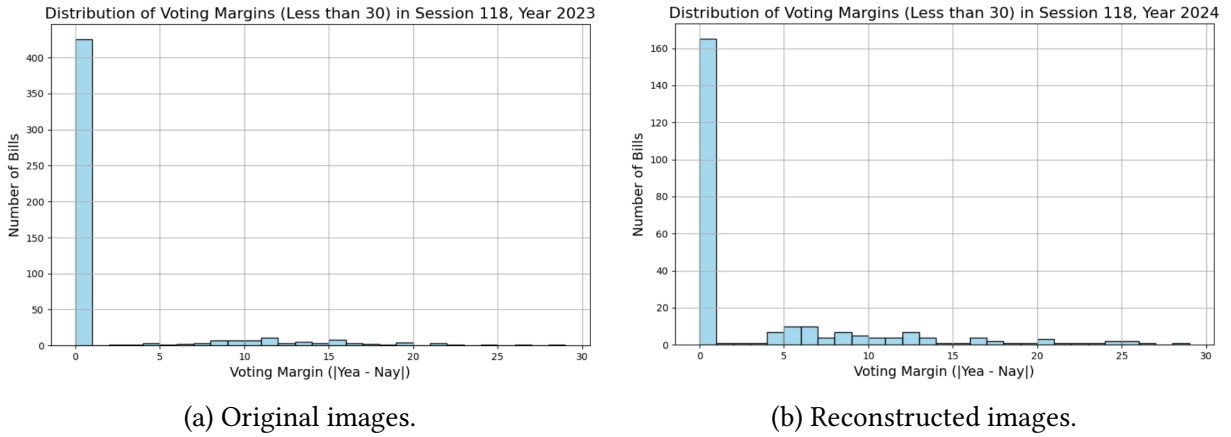 Distribution of Voting Margins (Less than 30) in Session 118, Year 2023
400
350
300
250
200
150
100
50
0
Number of Bills
0 5 10 15 20 25 30
Voting Margin (|Yea - Nay|)
(a) Original images.
Distribution of Voting Margins (Less than 30) in Session 118, Year 2024
160
140
120
100
80
60
40
20
0
Number of Bills
0 5 10 15 20 25 30
Voting Margin (|Yea - Nay|)
(b) Reconstructed images.